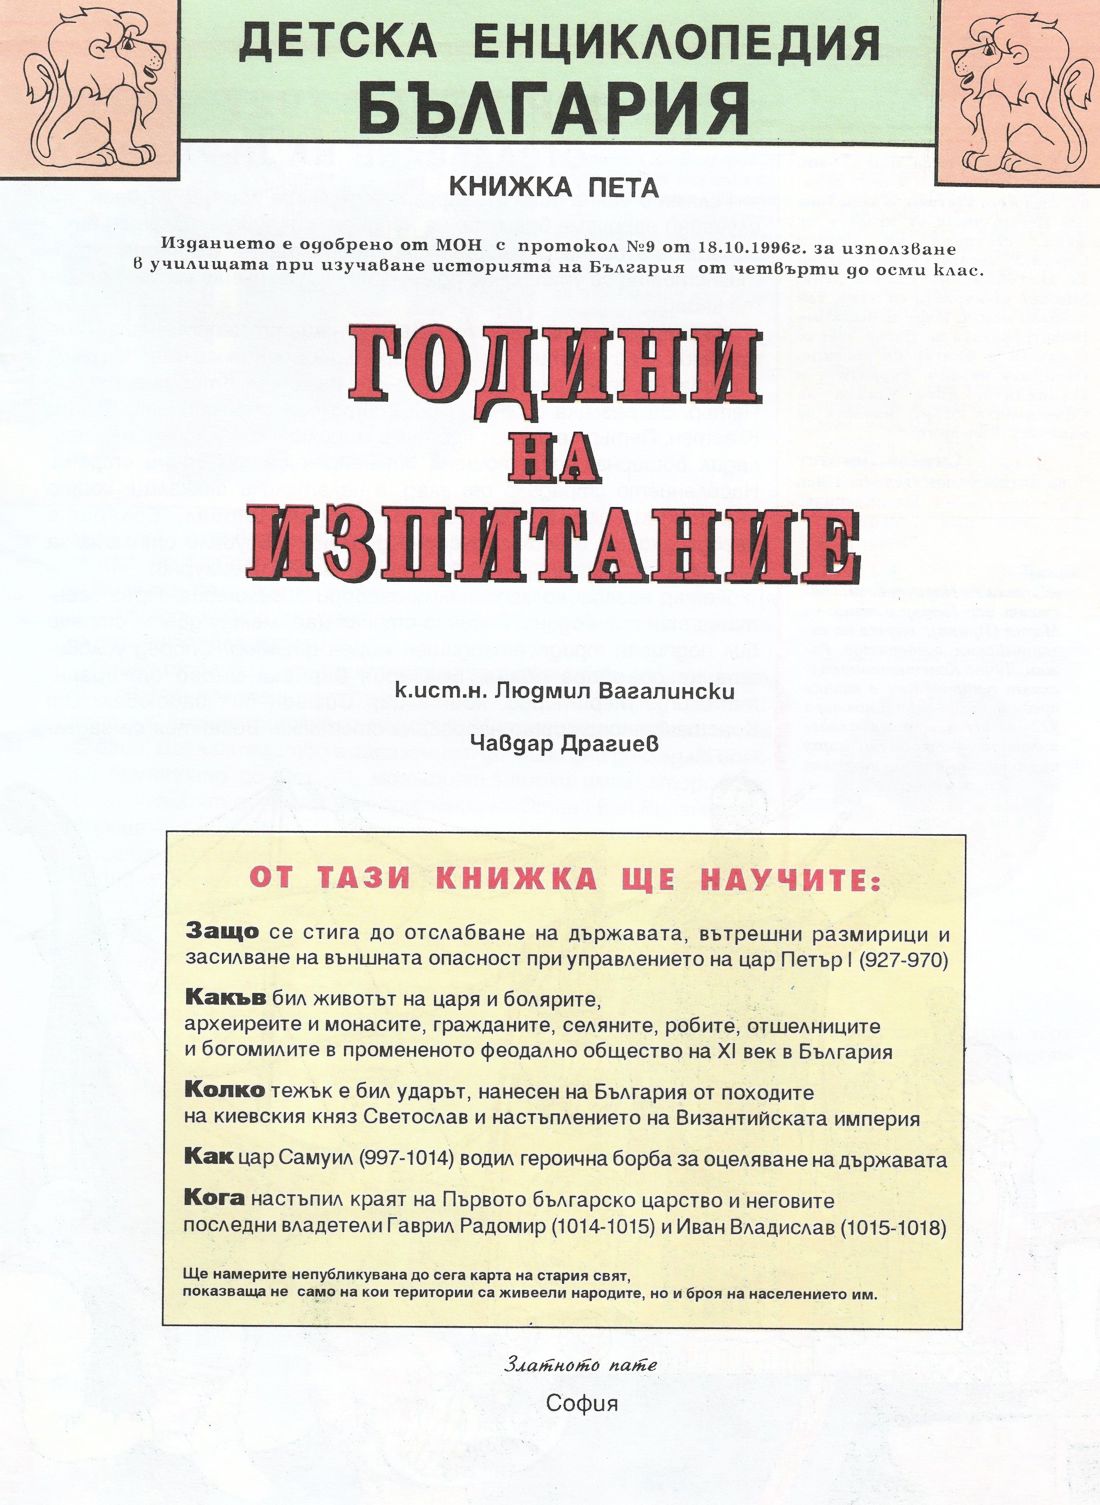 ДЕТСКА ЕНЦИКЛОПЕДИЯ
БЪЛГАРИЯ
КНИЖКА ПЕТА
Изданието е одобрено от МОН с протокол №9 от 18.10.1996г. за използване
в училищата при изучаване историята на България от четвърти до осми клас.
ГОДИНИ
НА
ИЗПИТАНИЕ
к.ист.н. Людмил Вагалински
Чавдар Драгиев
ОТ ТАЗИ КНИЖКА ЩЕ НАУЧИТЕ:
Защо се стига до отслабване на държавата, вътрешни размирици и
засилване на външната опасност при управлението на цар Петър I (927-970)
Какъв бил животът на царя и болярите,
археиреите и монасите, гражданите, селяните, робите, отшелниците
и богомилите в промененото феодално общество на XI век в България
Колко тежък е бил ударът, нанесен на България от походите
на киевския княз Светослав и настъплението на Византийската империя
Как цар Самуил (997-1014) водил героична борба за оцеляване на държавата
Кога настъпил краят на Първото българско царство и неговите
последни владетели Гаврил Радомир (1014-1015) и Иван Владислав (1015-1018)
Ще намерите непубликувана до сега карта на стария свят,
показваща не само на кои територии са живеели народите, но и броя на населението им.
Златното пате
София